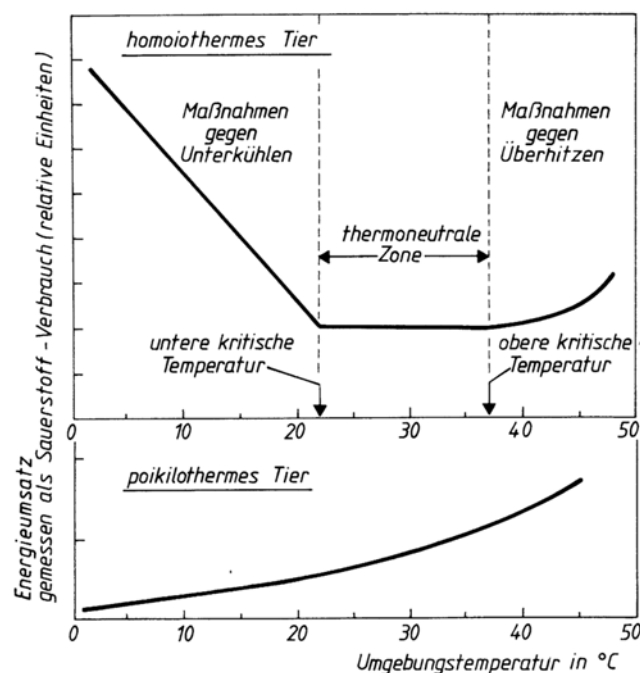 homoiothermes Tier
Maßnahmen
gegen
Unterkühlen
Maßnahmen
gegen
Überhitzen
thermoneutrale
Zone
untere kritische
Temperatur
obere kritische
Temperatur
0 10 20 30 40 50
poikilothermes Tier
0 10 20 30 40 50
Umgebungstemperatur in °C
Energieumsatz
gemessen als Sauerstoff-Verbrauch (relative Einheiten)